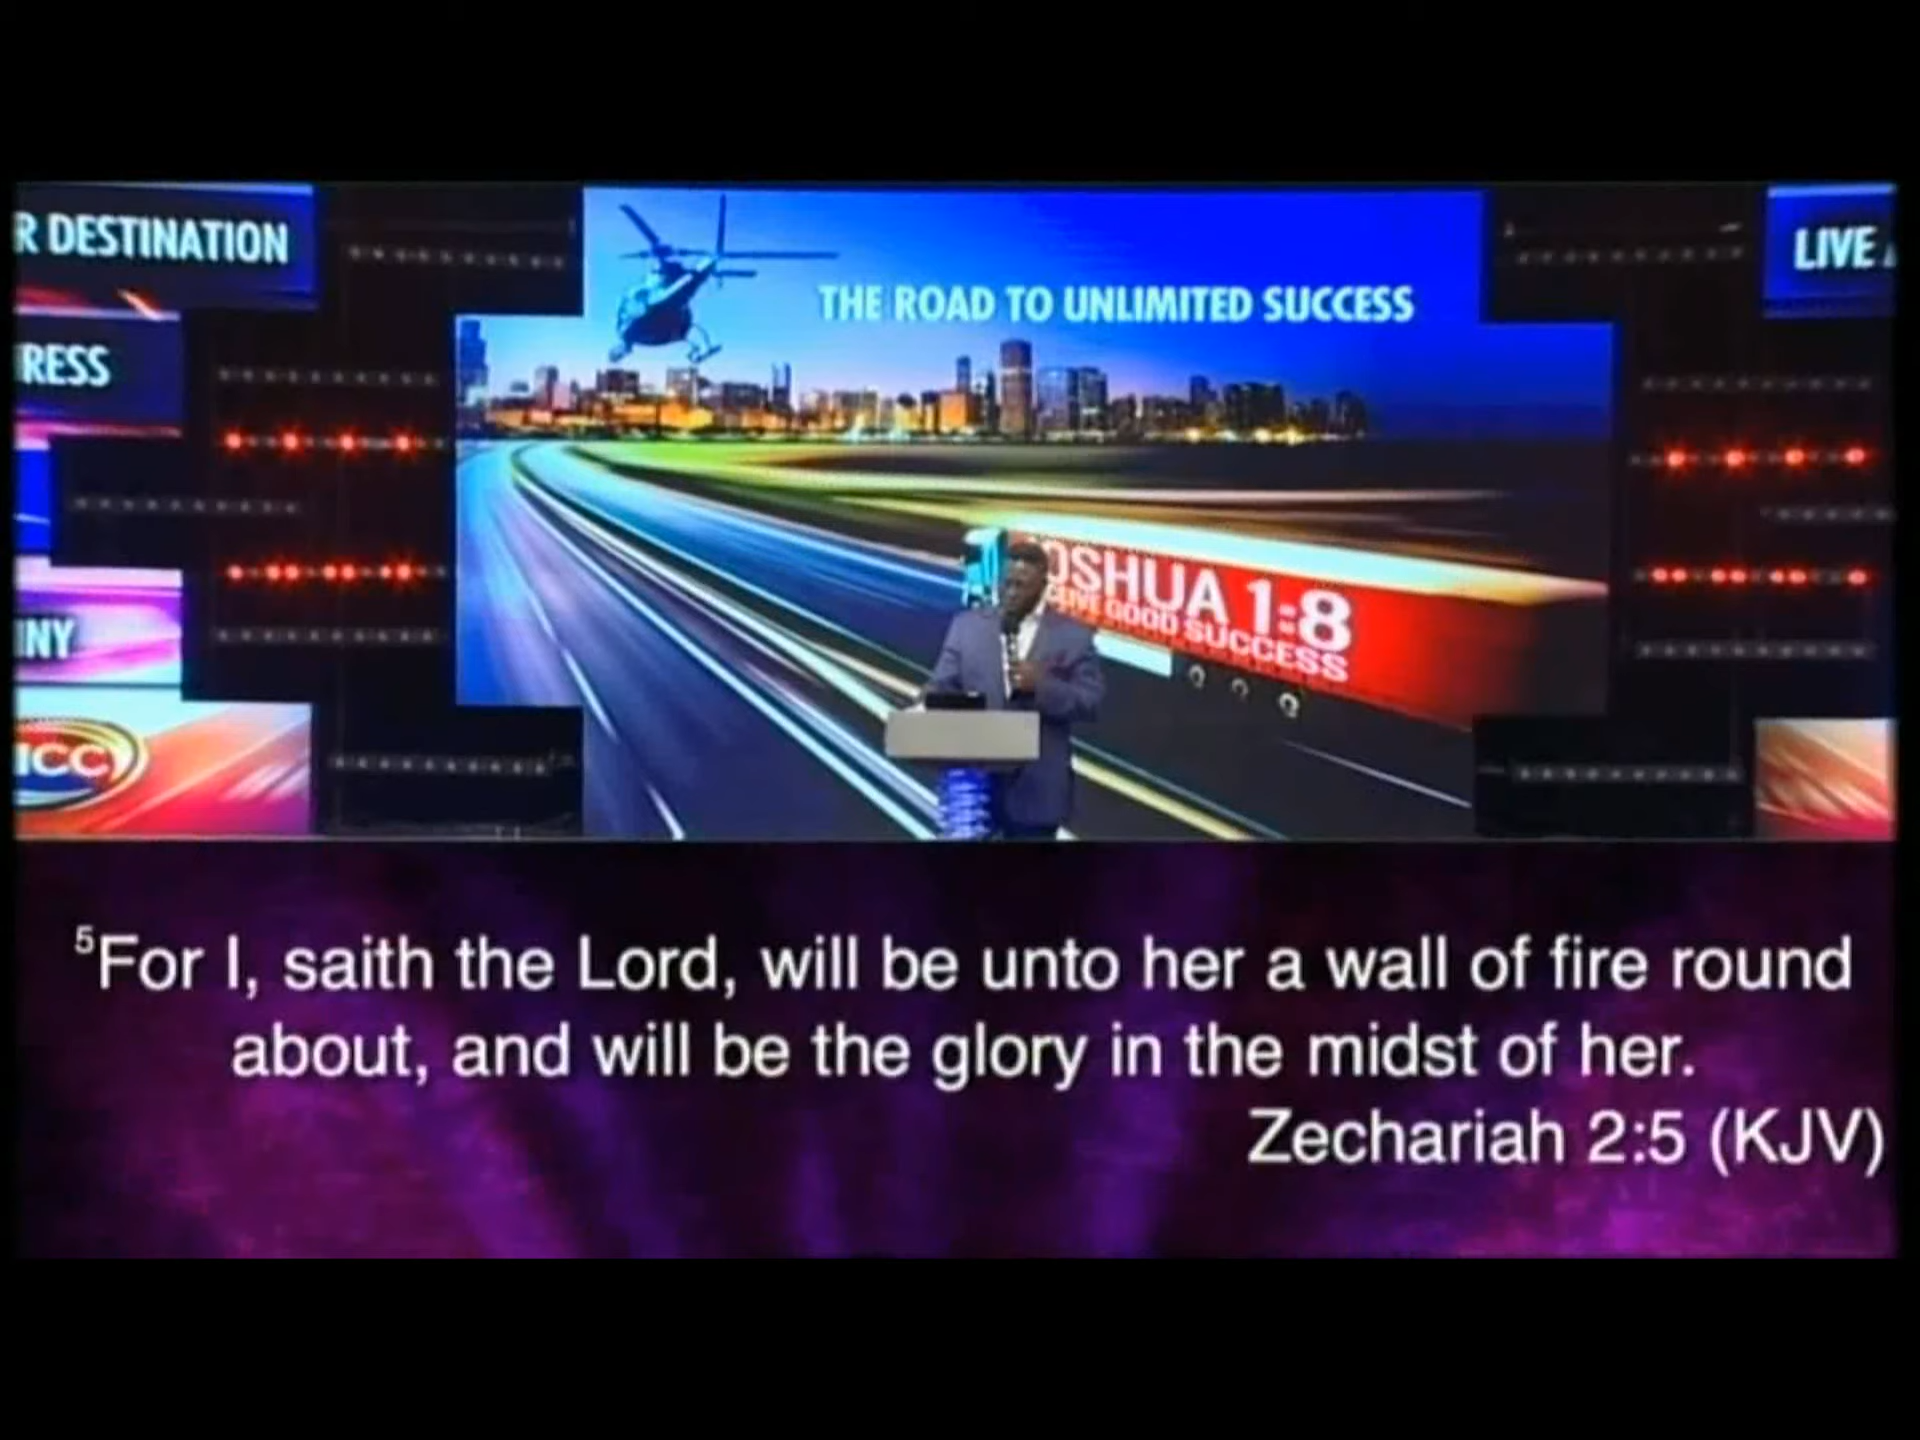 R DESTINATION
LIVE
THE ROAD TO UNLIMITED SUCCESS
RESS
OSHUA 1:8
GOOD SUCCESS
INY
ICC
⁵For I, saith the Lord, will be unto her a wall of fire round
about, and will be the glory in the midst of her.
Zechariah 2:5 (KJV)